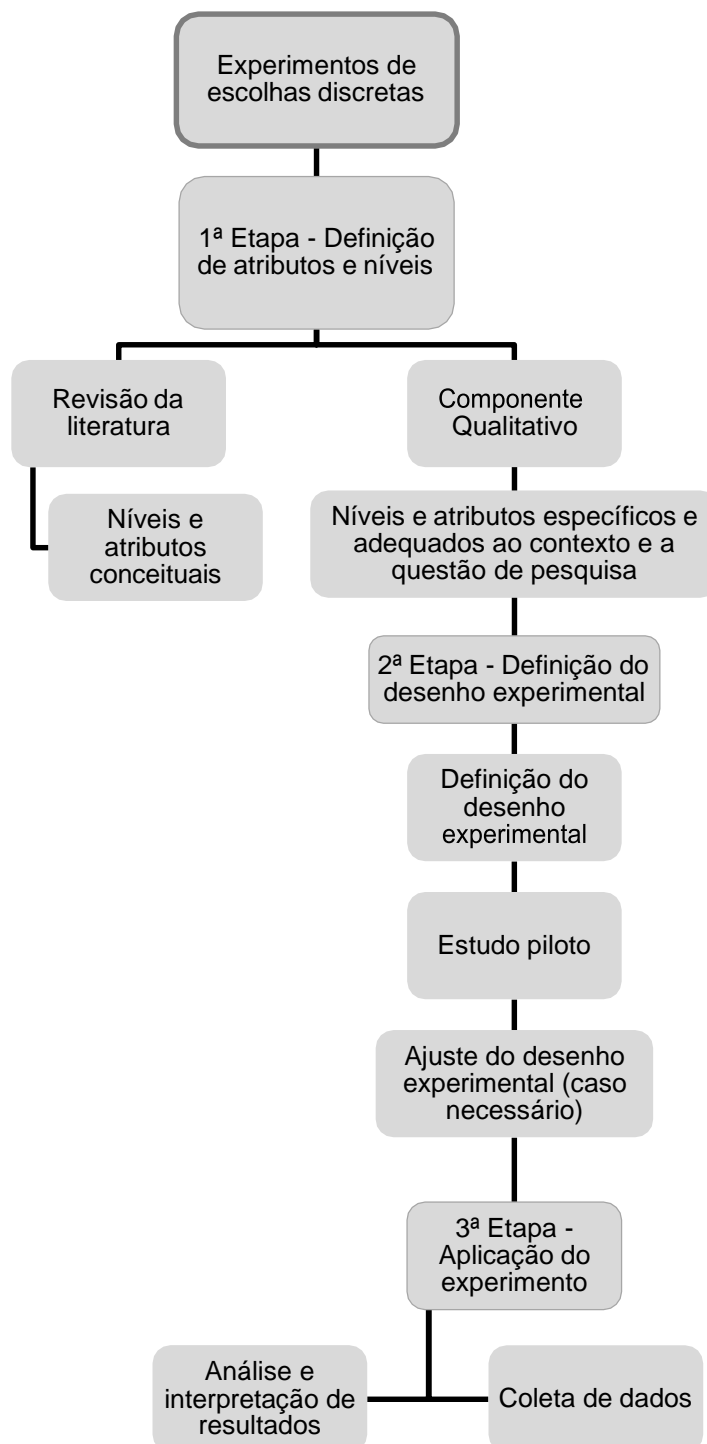 Experimentos de
escolhas discretas
1ª Etapa - Definição
de atributos e níveis
Revisão da
literatura
Componente
Qualitativo
Níveis e
atributos
conceituais
Níveis e atributos específicos e
adequados ao contexto e a
questão de pesquisa
2ª Etapa - Definição do
desenho experimental
Definição do
desenho
experimental
Estudo piloto
Ajuste do desenho
experimental (caso
necessário)
3ª Etapa -
Aplicação do
experimento
Análise e
interpretação de
resultados
Coleta de dados